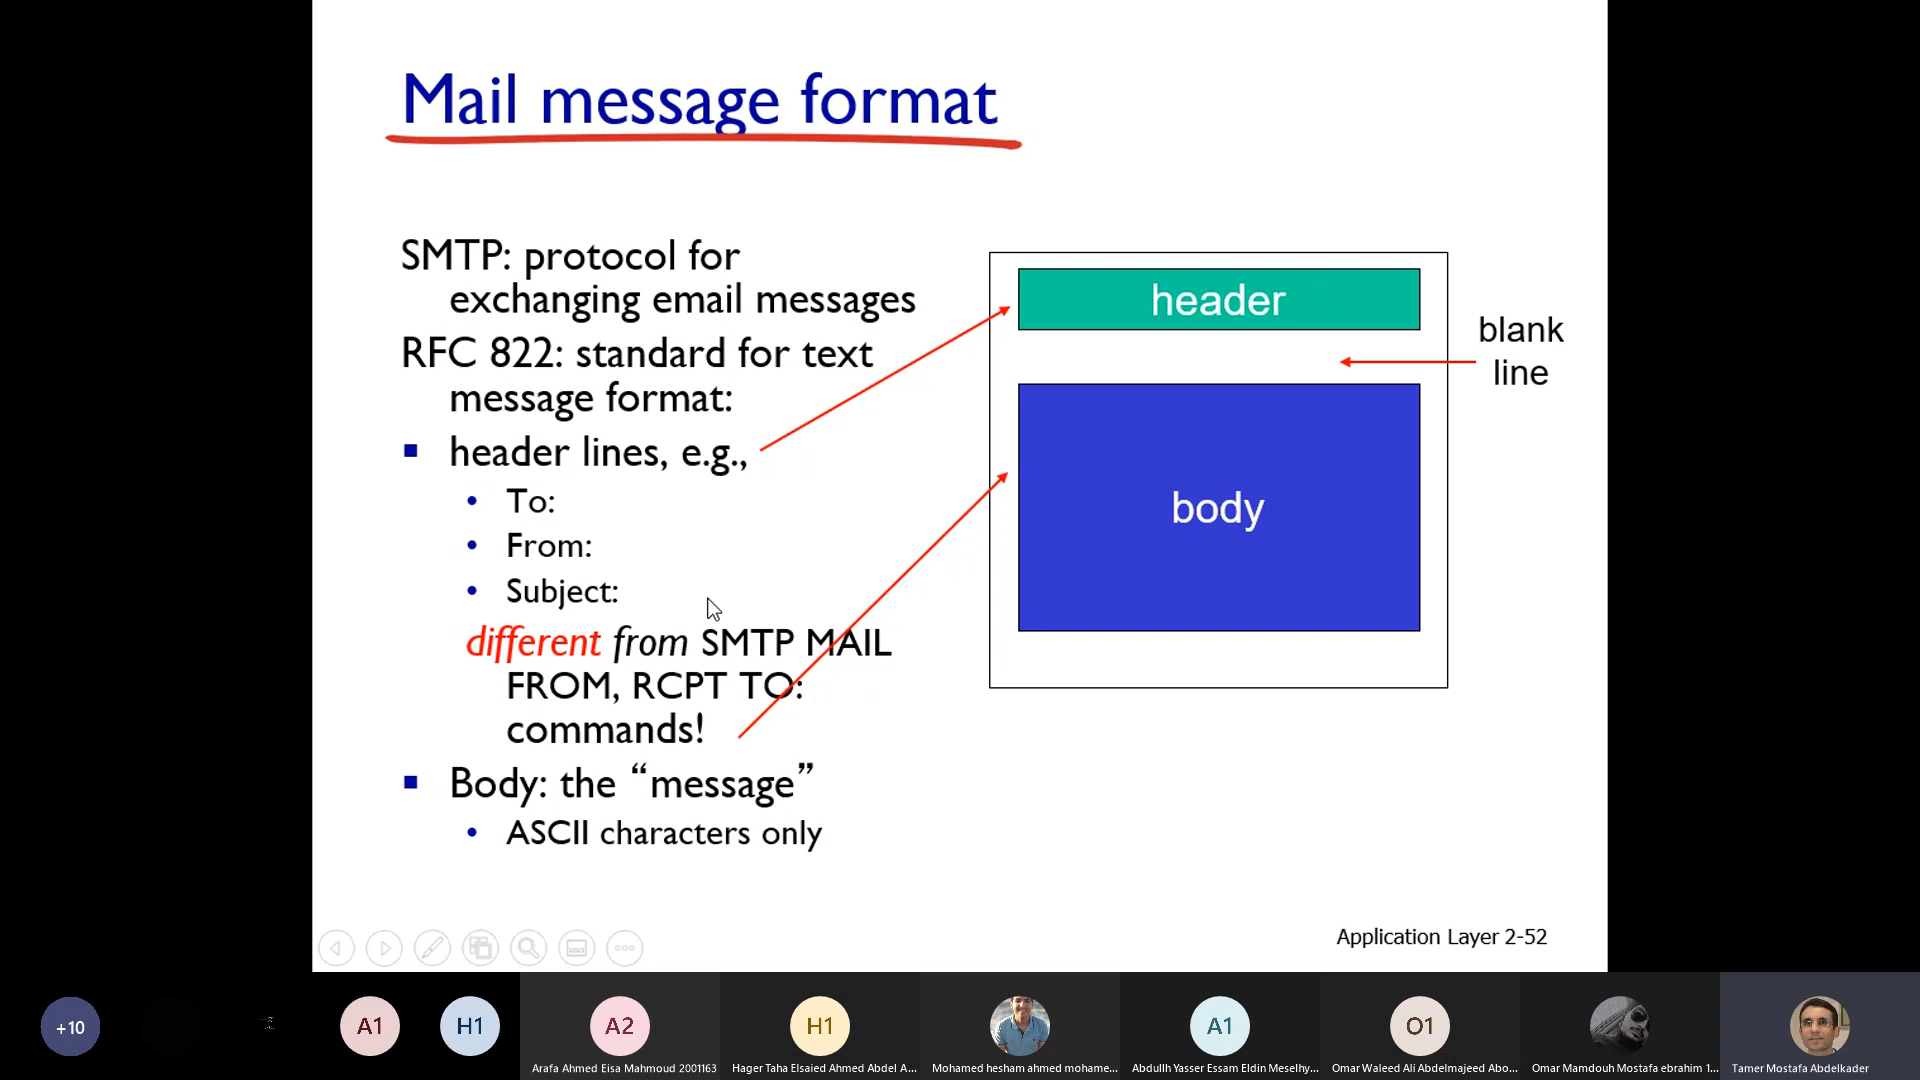 Mail message format
SMTP: protocol for
exchanging email messages
RFC 822: standard for text
message format:
header lines, e.g.,
To:
From:
Subject:
different from SMTP MAIL
FROM, RCPT TO:
commands!
Body: the “message”
ASCII characters only
header
blank
line
body
Application Layer 2-52
+10
A1
H1
A2
H1
A1
O1
Arafa Ahmed Eisa Mahmoud 2001163
Hager Taha Elsaied Ahmed Abdel A...
Mohamed hesham ahmed mohame...
Abdullh Yasser Essam Eldin Meselhy...
Omar Waleed Ali Abdelmajeed Abo...
Omar Mamdouh Mostafa ebrahim 1...
Tamer Mostafa Abdelkader